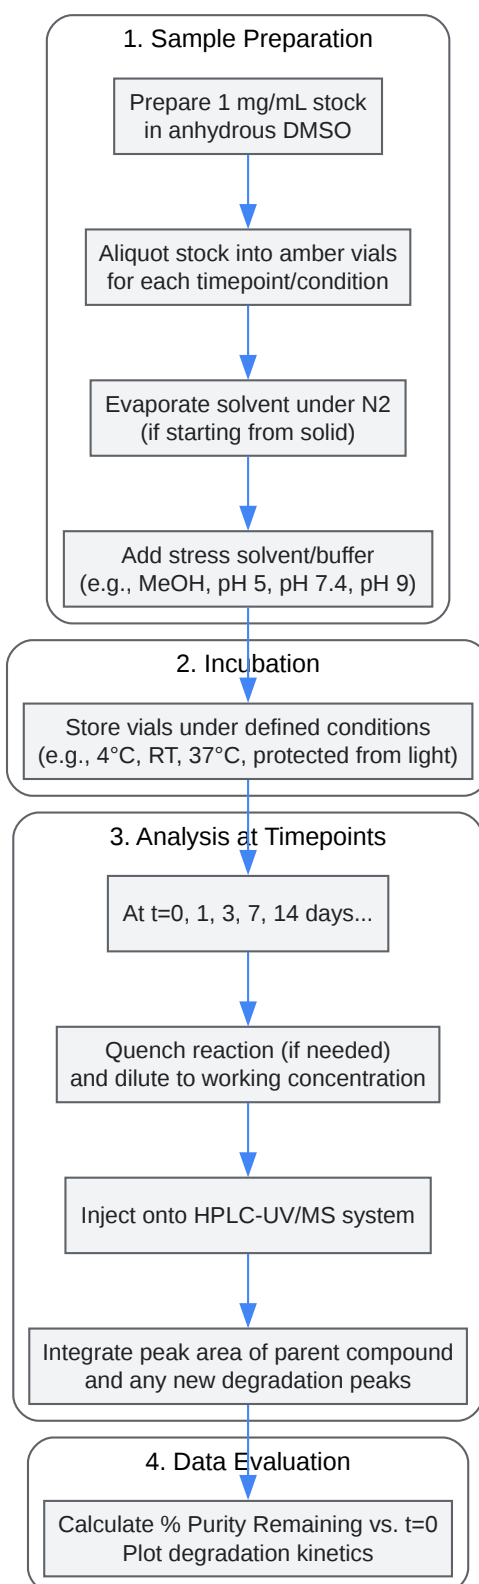 1. Sample Preparation
Prepare 1 mg/mL stock
in anhydrous DMSO
Aliquot stock into amber vials
for each timepoint/condition
Evaporate solvent under N2
(if starting from solid)
Add stress solvent/buffer
(e.g., MeOH, pH 5, pH 7.4, pH 9)
2. Incubation
Store vials under defined conditions
(e.g., 4°C, RT, 37°C, protected from light)
3. Analysis at Timepoints
At t=0, 1, 3, 7, 14 days...
Quench reaction (if needed)
and dilute to working concentration
Inject onto HPLC-UV/MS system
Integrate peak area of parent compound
and any new degradation peaks
4. Data Evaluation
Calculate % Purity Remaining vs. t=0
Plot degradation kinetics